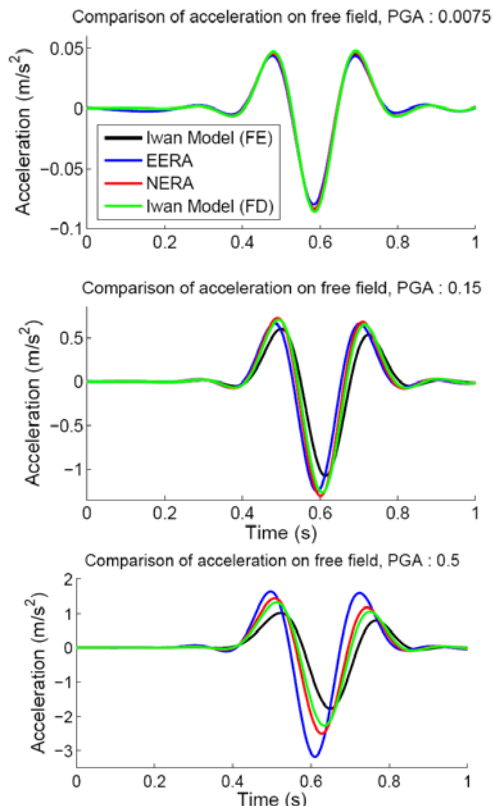 Comparison of acceleration on free field, PGA : 0.0075
Acceleration (m/s²)
0.05
0
−0.05
−0.1
Iwan Model (FE)
EERA
NERA
Iwan Model (FD)
0 0.2 0.4 0.6 0.8 1
Comparison of acceleration on free field, PGA : 0.15
Acceleration (m/s²)
0.5
0
−0.5
−1
0 0.2 0.4 0.6 0.8 1
Time (s)
Comparison of acceleration on free field, PGA : 0.5
Acceleration (m/s²)
2
1
0
−1
−2
−3
0 0.2 0.4 0.6 0.8 1
Time (s)